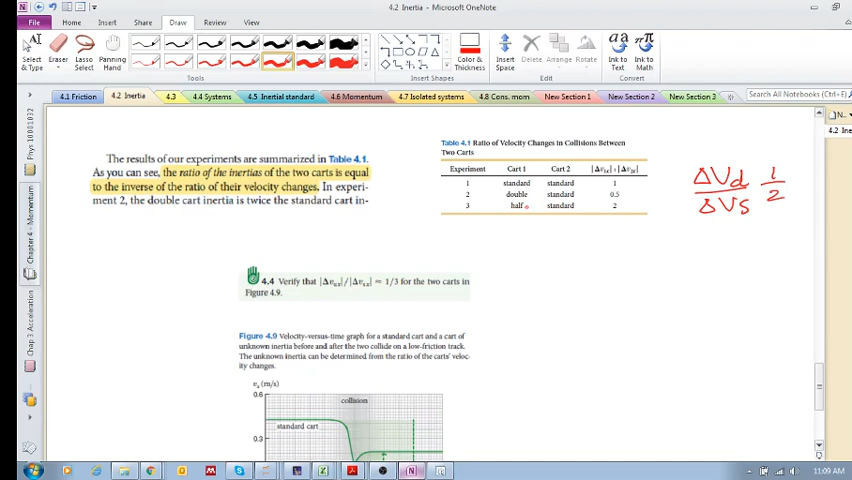 4.2 Inertia - Microsoft OneNote
File Home Insert Share Draw Review View
Select & Type
Eraser
Lasso Select
Panning Hand
Color & Thickness
Insert Space
Delete
Arrange
Rotate
Ink to Text
Ink to Math
Tools Insert Shapes Edit Convert
4.1 Friction 4.2 Inertia 4.3 4.4 Systems 4.5 Inertial standard 4.6 Momentum 4.7 Isolated systems 4.8 Cons. mom New Section 1 New Section 2 New Section 3
Search All Notebooks (Ctrl+E)
Phys 10001032
Chapter 4 - Momentum
Chap 3 Acceleration
The results of our experiments are summarized in Table 4.1.
As you can see, the ratio of the inertias of the two carts is equal
to the inverse of the ratio of their velocity changes. In experi-
ment 2, the double cart inertia is twice the standard cart in-
Table 4.1 Ratio of Velocity Changes in Collisions Between
Two Carts
Experiment Cart 1 Cart 2
1 standard standard 1
2 double standard 0.5
3 half standard 2
ΔVd 1
ΔVs 2
4.4 Verify that |Δvu x|/|Δvs x| ≈ 1/3 for the two carts in
Figure 4.9.
Figure 4.9 Velocity-versus-time graph for a standard cart and a cart of
unknown inertia before and after the two collide on a low-friction track.
The unknown inertia can be determined from the ratio of the carts' veloc-
ity changes.
vx (m/s)
0.6
collision
standard cart
0.3
11:09 AM